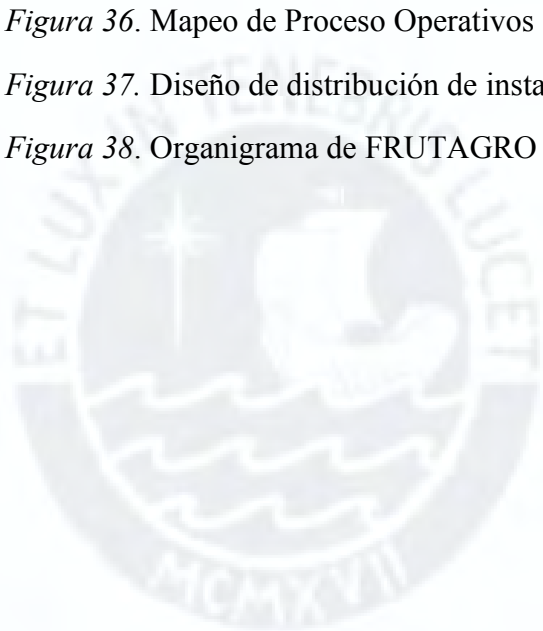 Figura 36. Mapeo de Proceso Operativos
Figura 37. Diseño de distribución de insta
Figura 38. Organigrama de FRUTAGRO
ET LUX IN TENEBRIS LUCET
MCMXVII